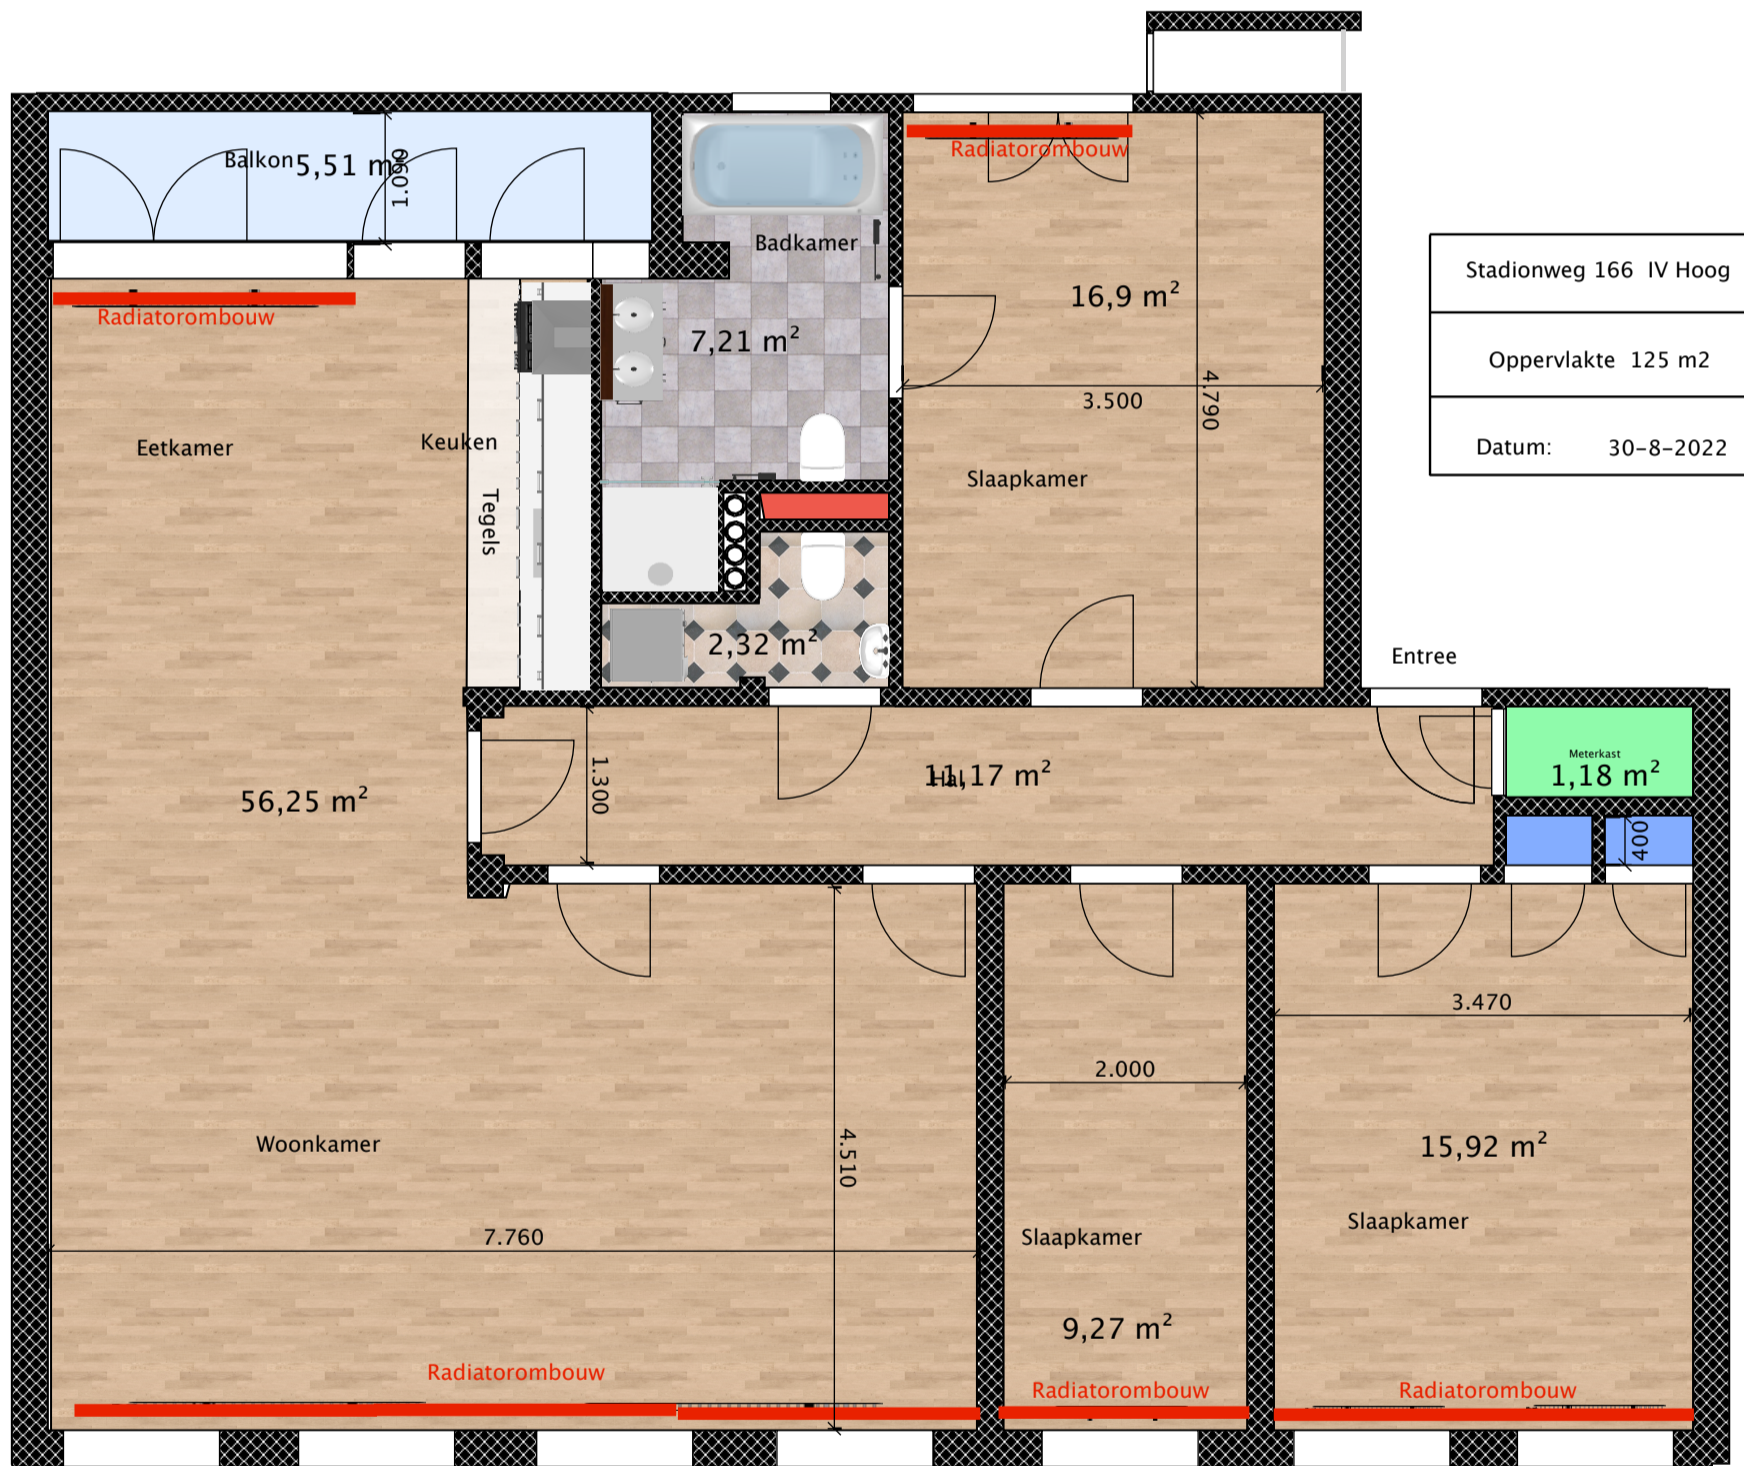 Balkon 5,51 m²
1.090
Radiatorombouw
Badkamer
Radiatorombouw
16,9 m²
7,21 m²
3.500
4.790
Stadionweg 166 IV Hoog
Oppervlakte 125 m2
Datum: 30-8-2022
Eetkamer
Keuken
Tegels
Slaapkamer
2,32 m²
Entree
56,25 m²
1.300
Hal
11,17 m²
Meterkast
1,18 m²
400
3.470
2.000
Woonkamer
4.510
15,92 m²
7.760
Slaapkamer
Slaapkamer
9,27 m²
Radiatorombouw
Radiatorombouw
Radiatorombouw